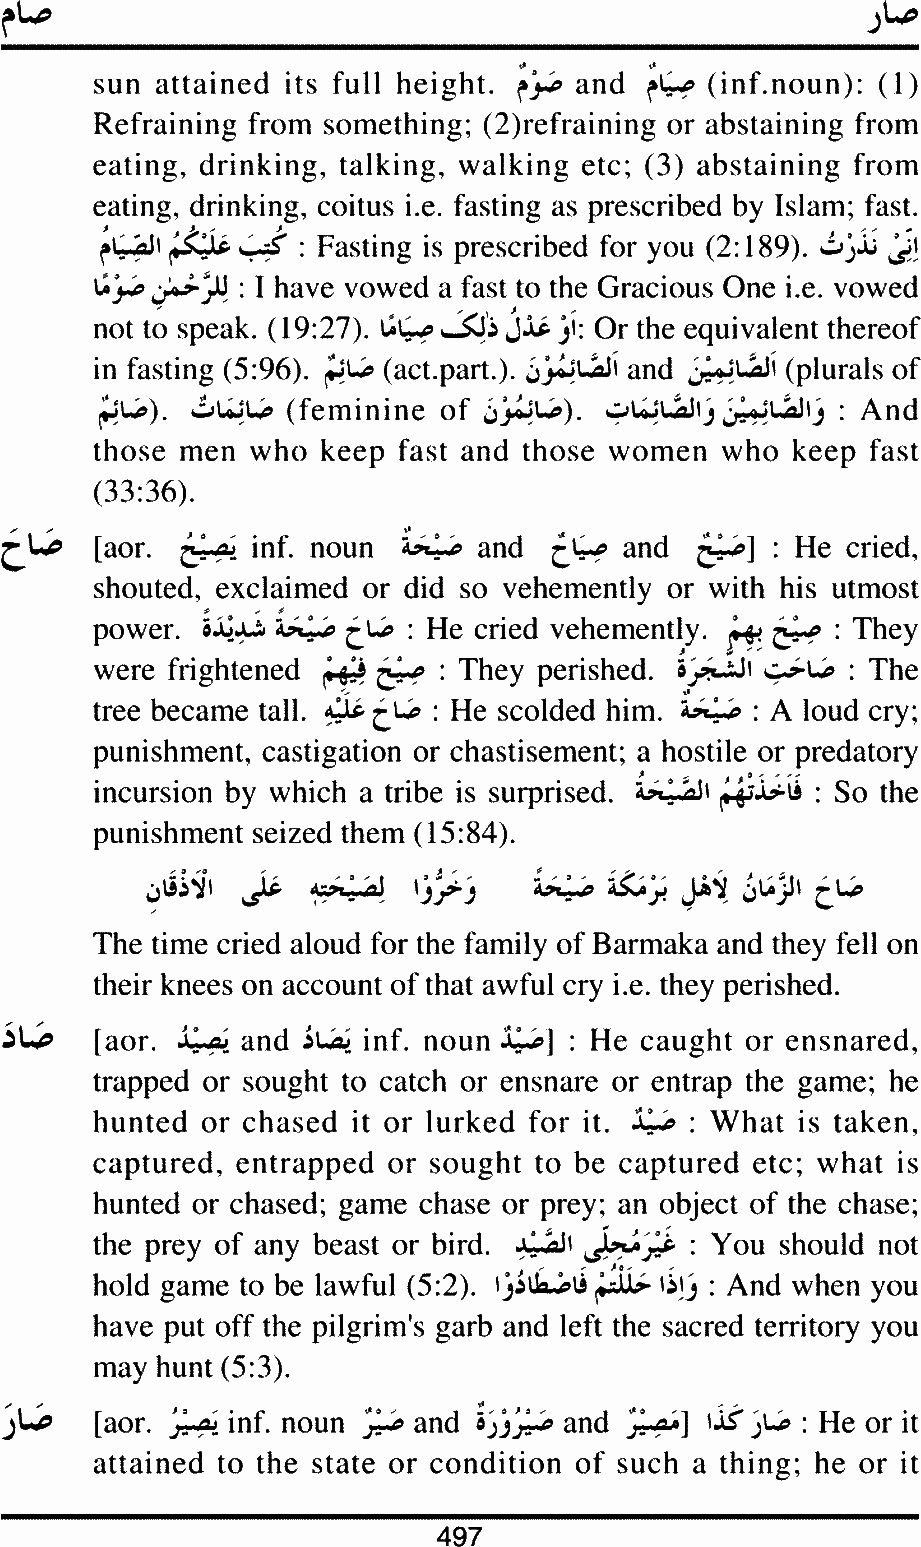 صام صار
sun attained its full height. صَوْمٌ and صِيَامٌ (inf.noun): (1)
Refraining from something; (2)refraining or abstaining from
eating, drinking, talking, walking etc; (3) abstaining from
eating, drinking, coitus i.e. fasting as prescribed by Islam; fast.
كُتِبَ عَلَيْكُمُ الصِّيَامُ : Fasting is prescribed for you (2:189). اِنِّيْ نَذَرْتُ
لِلرَّحْمٰنِ صَوْمًا : I have vowed a fast to the Gracious One i.e. vowed
not to speak. (19:27). اَوْ عَدْلُ ذٰلِكَ صِيَامًا: Or the equivalent thereof
in fasting (5:96). صَائِمٌ (act.part.). اَلصَّائِمُوْنَ and اَلصَّائِمِيْنَ (plurals of
صَائِمٌ). صَائِمَاتٌ (feminine of صَائِمُوْنَ). وَالصَّائِمِيْنَ وَالصَّائِمَاتِ : And
those men who keep fast and those women who keep fast
(33:36).
صَاحَ [aor. يَصِيْحُ inf. noun صَيْحَةٌ and صِيَاحٌ and صَيْحٌ] : He cried,
shouted, exclaimed or did so vehemently or with his utmost
power. صَاحَ صَيْحَةً شَدِيْدَةً : He cried vehemently. صِيْحَ بِهِمْ : They
were frightened صِيْحَ فِيْهِمْ : They perished. صَاحَتِ الشَّجَرَةُ : The
tree became tall. صَاحَ عَلَيْهِ : He scolded him. صَيْحَةٌ : A loud cry;
punishment, castigation or chastisement; a hostile or predatory
incursion by which a tribe is surprised. فَاَخَذَتْهُمُ الصَّيْحَةُ : So the
punishment seized them (15:84).
صَاحَ الزَّمَانُ لِاَهْلِ بَرْمَكَةَ صَيْحَةً وَخَرُّوْا لِصَيْحَتِهٖ عَلَى الْاَذْقَانِ
The time cried aloud for the family of Barmaka and they fell on
their knees on account of that awful cry i.e. they perished.
صَادَ [aor. يَصِيْدُ and يَصَادُ inf. noun صَيْدٌ] : He caught or ensnared,
trapped or sought to catch or ensnare or entrap the game; he
hunted or chased it or lurked for it. صَيْدٌ : What is taken,
captured, entrapped or sought to be captured etc; what is
hunted or chased; game chase or prey; an object of the chase;
the prey of any beast or bird. غَيْرَ مُحِلِّى الصَّيْدِ : You should not
hold game to be lawful (5:2). وَاِذَا حَلَلْتُمْ فَاصْطَادُوْا : And when you
have put off the pilgrim's garb and left the sacred territory you
may hunt (5:3).
صَارَ [aor. يَصِيْرُ inf. noun صَيْرٌ and صَيْرُوْرَةٌ and مَصِيْرٌ] صَارَ كَذَا : He or it
attained to the state or condition of such a thing; he or it
497